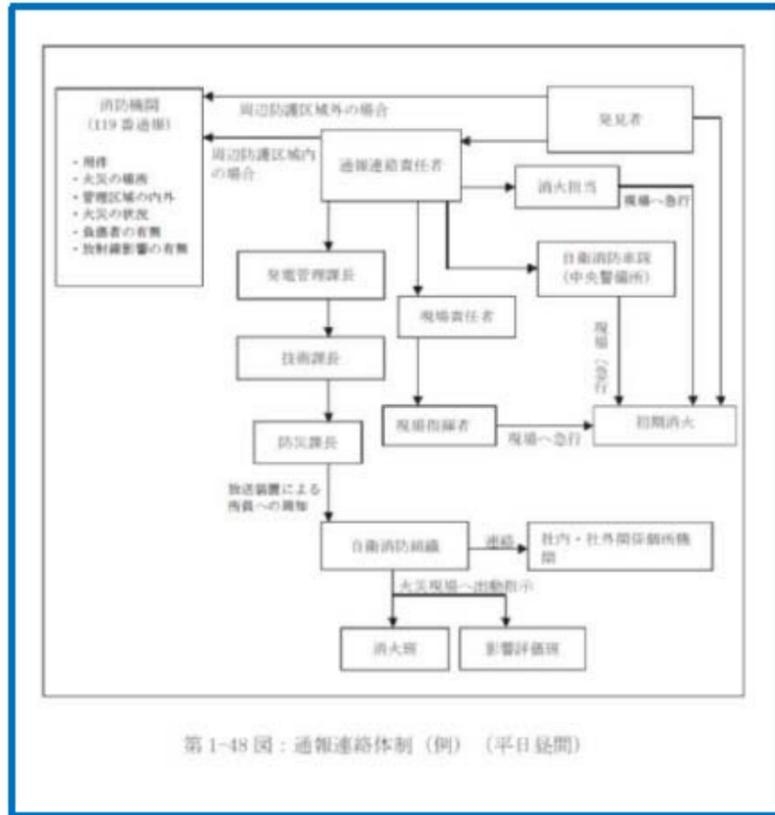 消防機関
(119番通報)
・用件
・火災の場所
・管理区域の内外
・火災の状況
・負傷者の有無
・放射線影響の有無
周辺防護区域外の場合
発見者
周辺防護区域内
の場合
通報連絡責任者
消火担当
現場へ急行
発電管理課長
自衛消防車隊
(中央警備所)
現場責任者
現場へ急行
技術課長
現場指揮者
現場へ急行
初期消火
防災課長
放送装置による
所員への周知
自衛消防組織
連絡
社内・社外関係個所機
関
火災現場へ出動指示
消火班
影響評価班
第1-48図：通報連絡体制（例）（平日昼間）